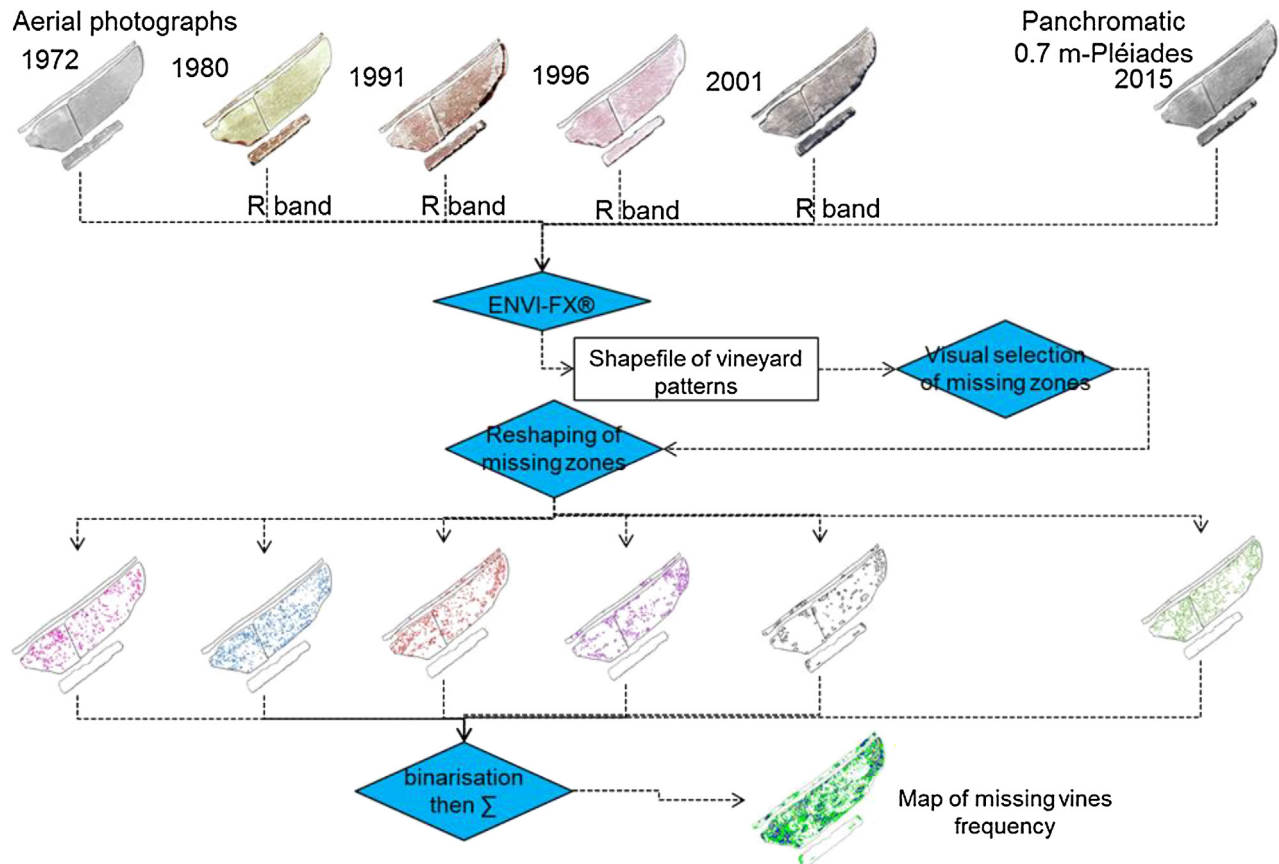 Aerial photographs
1972
1980
1991
1996
2001
Panchromatic
0.7 m-Pléiades
2015
R band
R band
R band
R band
ENVI-FX®
Shapefile of vineyard
patterns
Visual selection
of missing zones
Reshaping of
missing zones
binarisation
then ∑
Map of missing vines
frequency